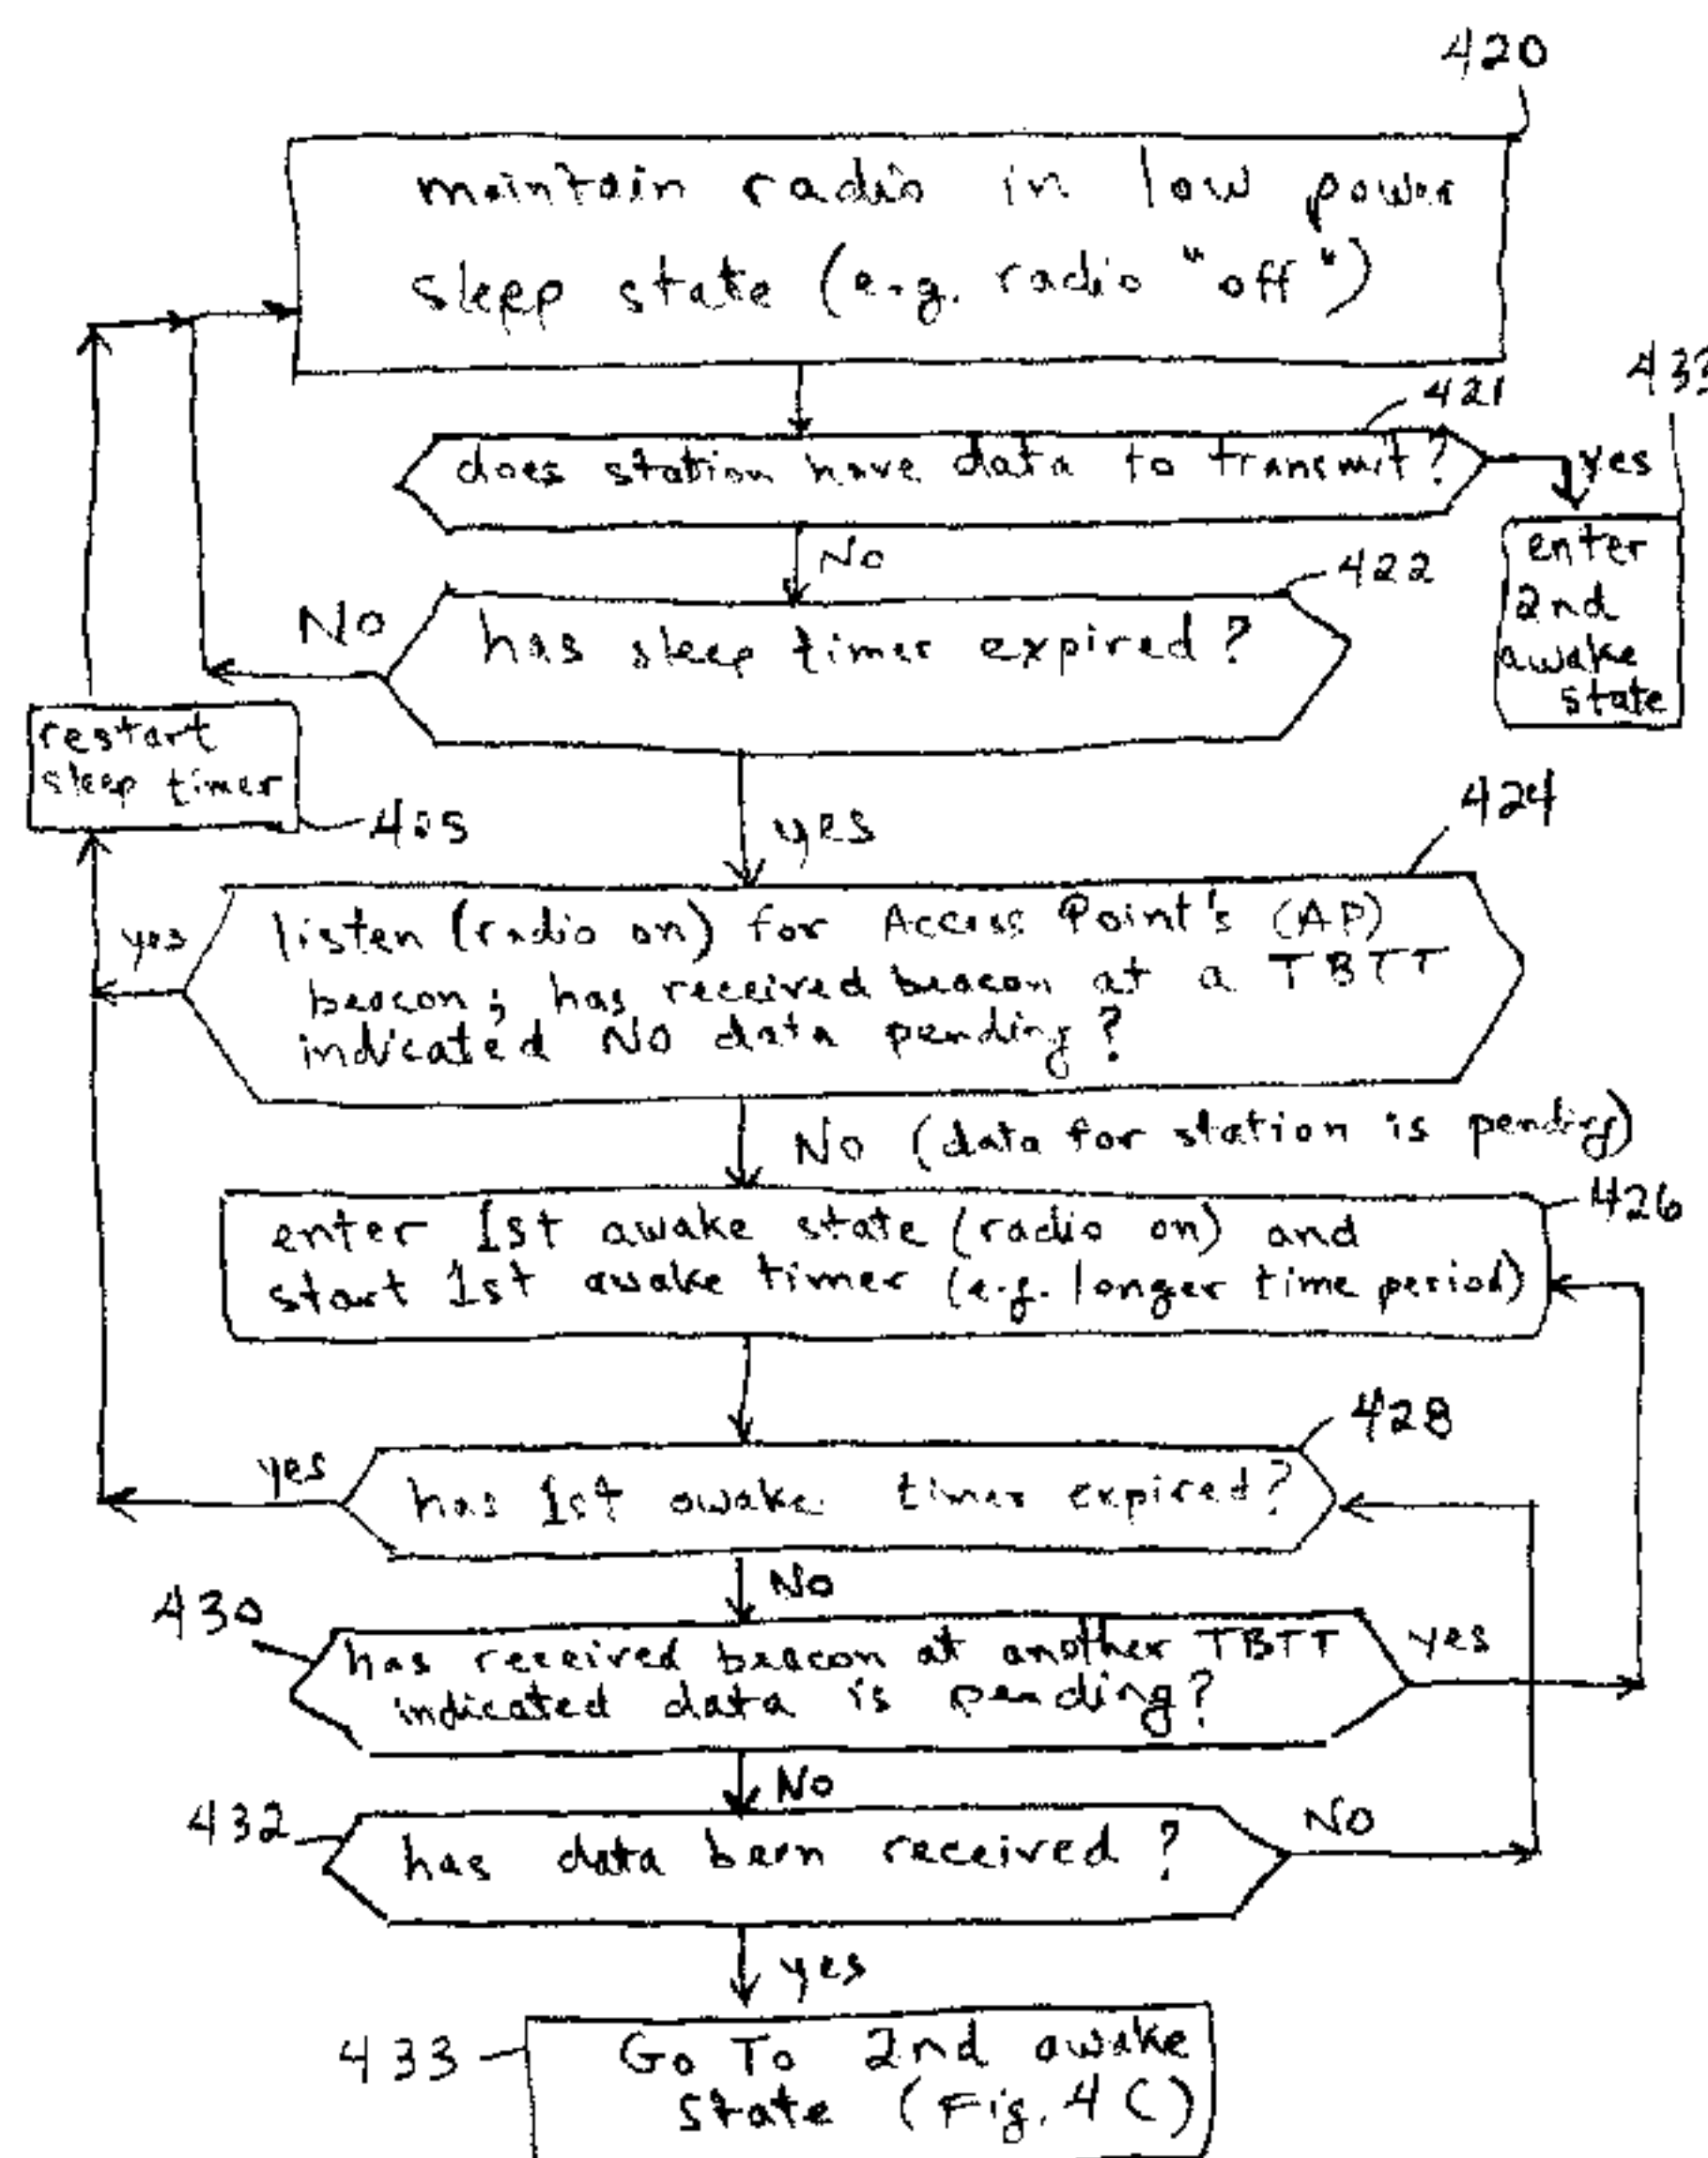 420
maintain radio in low power
sleep state (e.g. radio "off")
433
421
does station have data to transmit?
yes
enter
2nd
awake
state
No
422
has sleep timer expired?
No
restart
sleep timer
425
yes
424
listen (radio on) for Access Point's (AP)
beacon; has received beacon at a TBTT
indicated NO data pending?
yes
No (data for station is pending)
426
enter 1st awake state (radio on) and
start 1st awake timer (e.g. longer time period)
428
yes
has 1st awake timer expired?
No
430
has received beacon at another TBTT
indicated data is pending?
yes
No
432
has data been received?
No
yes
433
Go To 2nd awake
state (Fig. 4C)